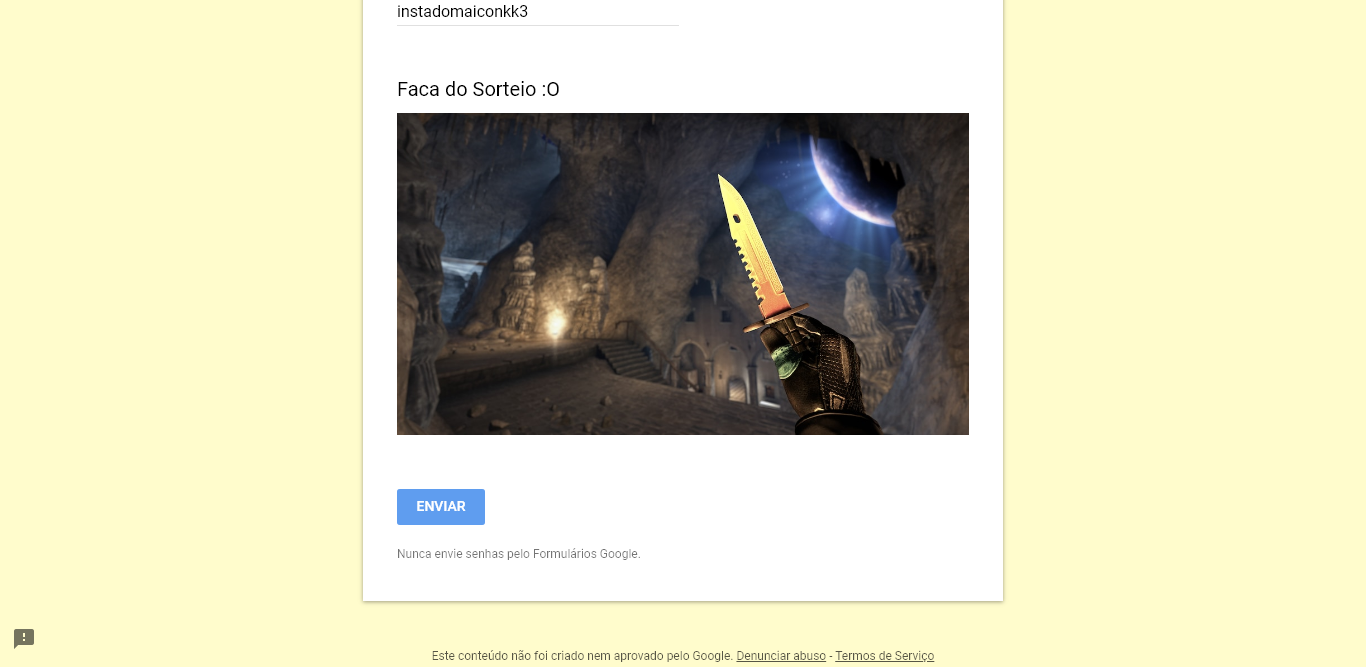 instadomaiconkk3
Faca do Sorteio :O
ENVIAR
Nunca envie senhas pelo Formulários Google.
Este conteúdo não foi criado nem aprovado pelo Google. Denunciar abuso - Termos de Serviço